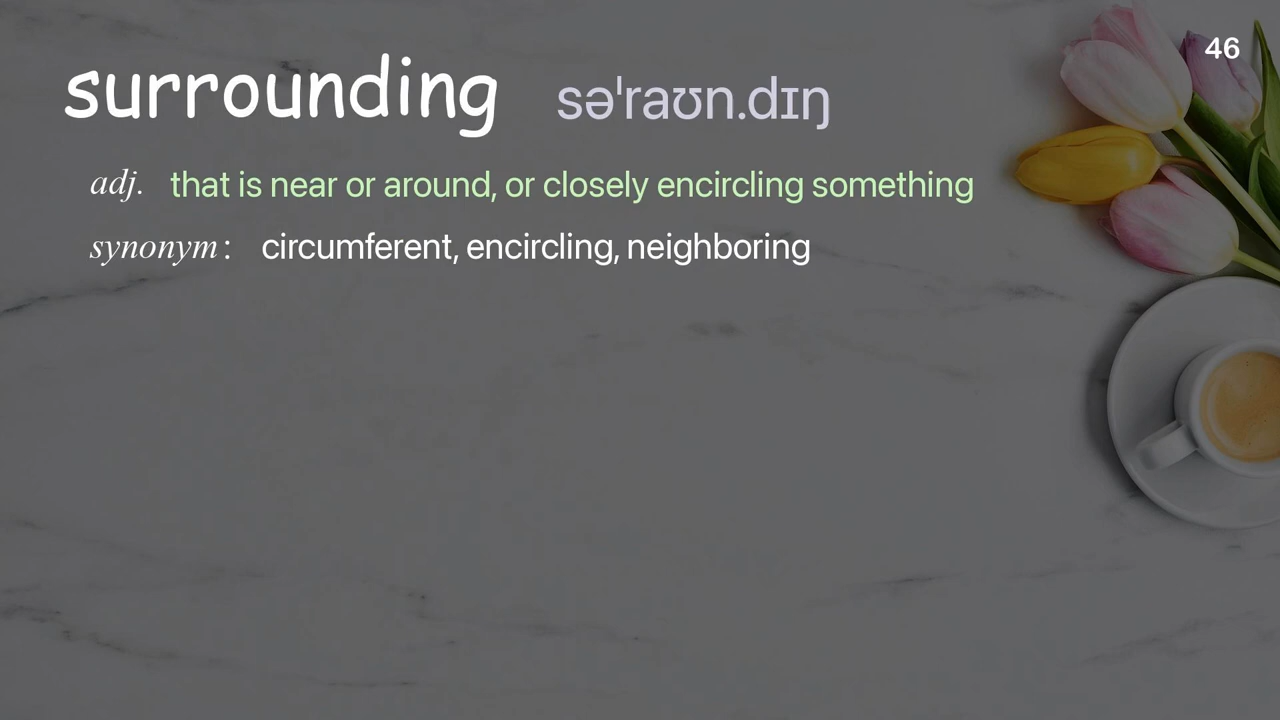 46
surrounding səˈraʊn.dɪŋ
adj. that is near or around, or closely encircling something
synonym : circumferent, encircling, neighboring